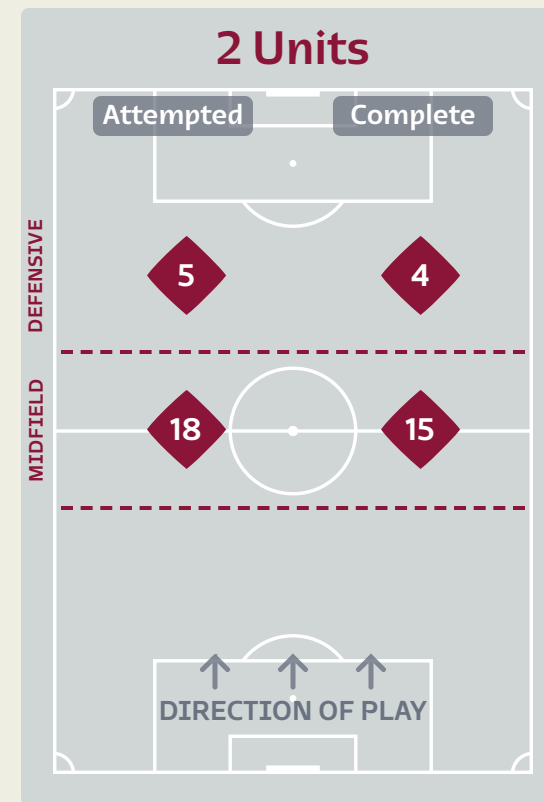 2 Units
Attempted Complete
DEFENSIVE
5 4
MIDFIELD
18 15
DIRECTION OF PLAY